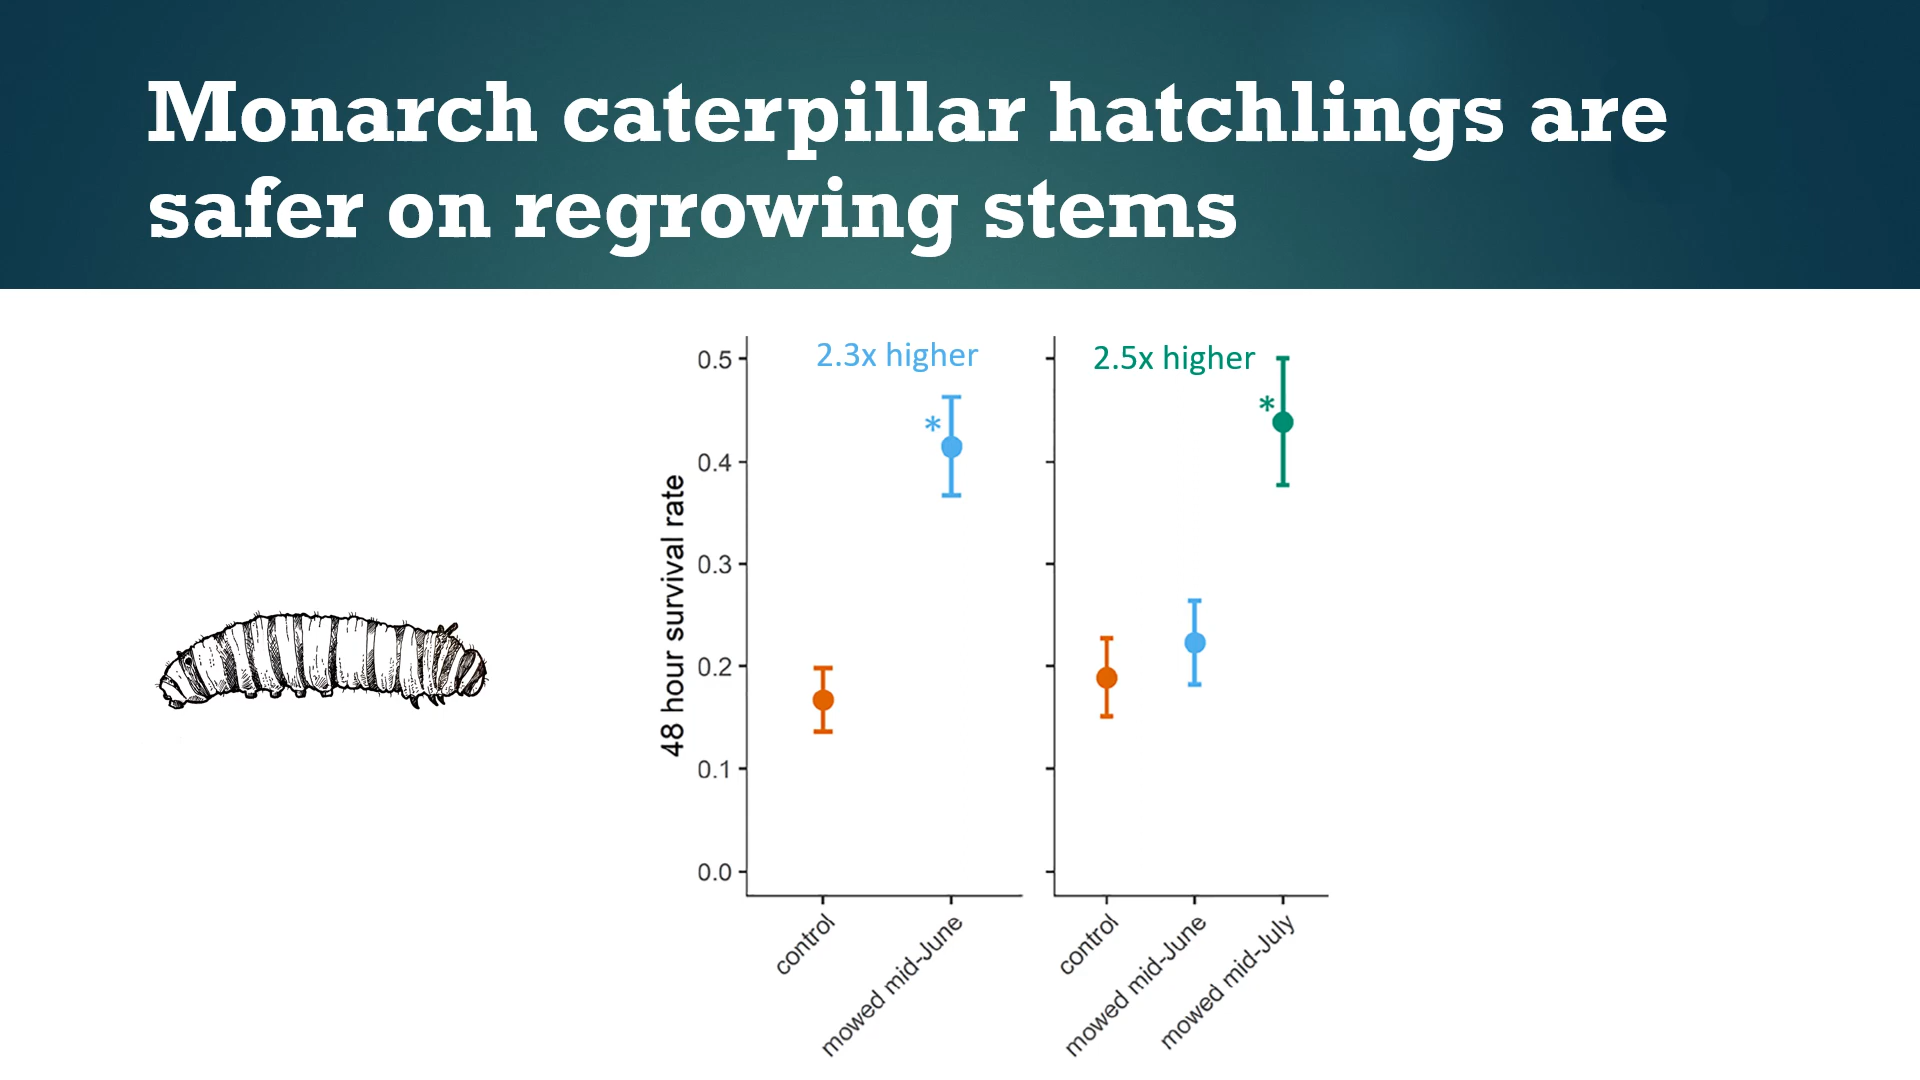 Monarch caterpillar hatchlings are
safer on regrowing stems
2.3x higher
2.5x higher
*
*
48 hour survival rate
0.5
0.4
0.3
0.2
0.1
0.0
control
mowed mid-June
control
mowed mid-June
mowed mid-July